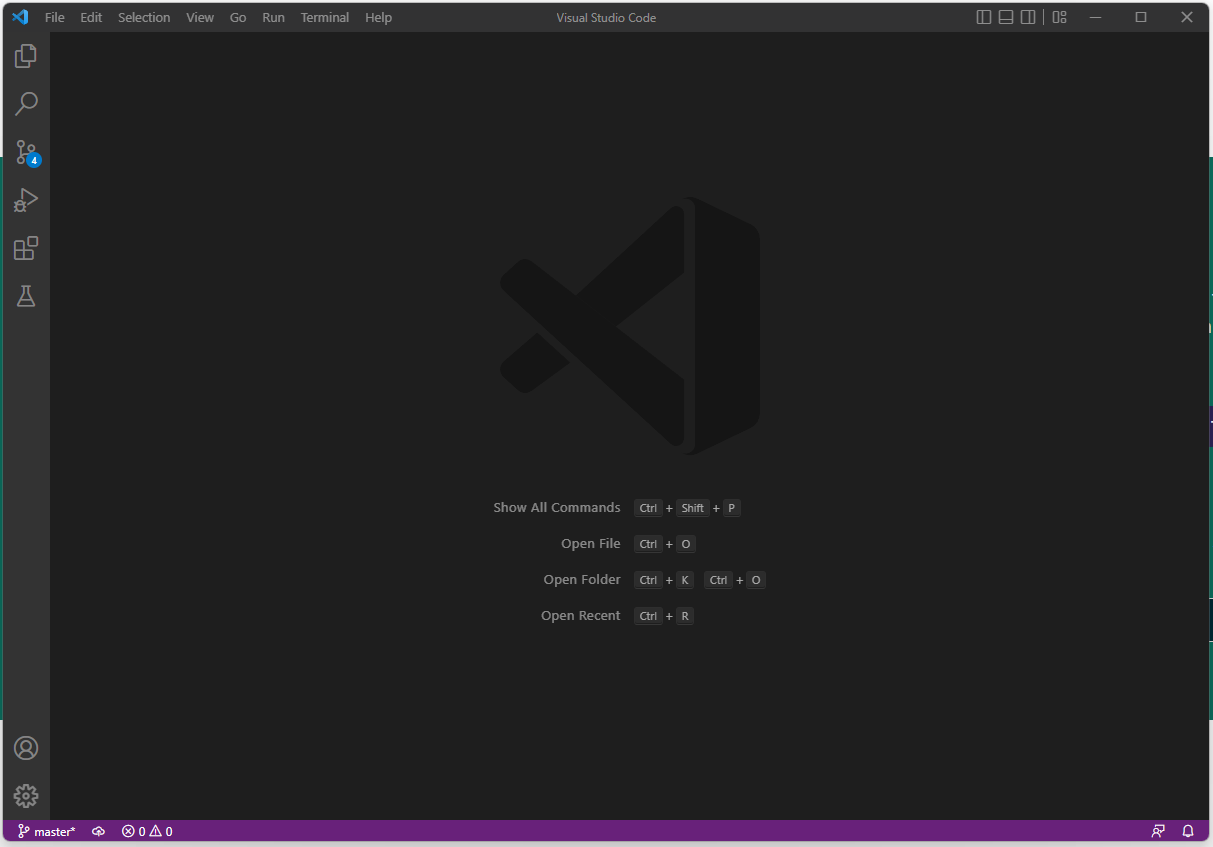 File Edit Selection View Go Run Terminal Help Visual Studio Code
4
Show All Commands Ctrl + Shift + P
Open File Ctrl + O
Open Folder Ctrl + K Ctrl + O
Open Recent Ctrl + R
master* 0 0